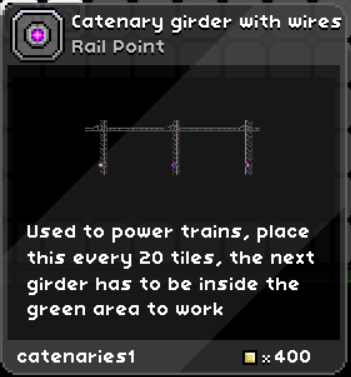 Catenary girder with wires
Rail Point
Used to power trains, place
this every 20 tiles, the next
girder has to be inside the
green area to work
catenaries1
x400